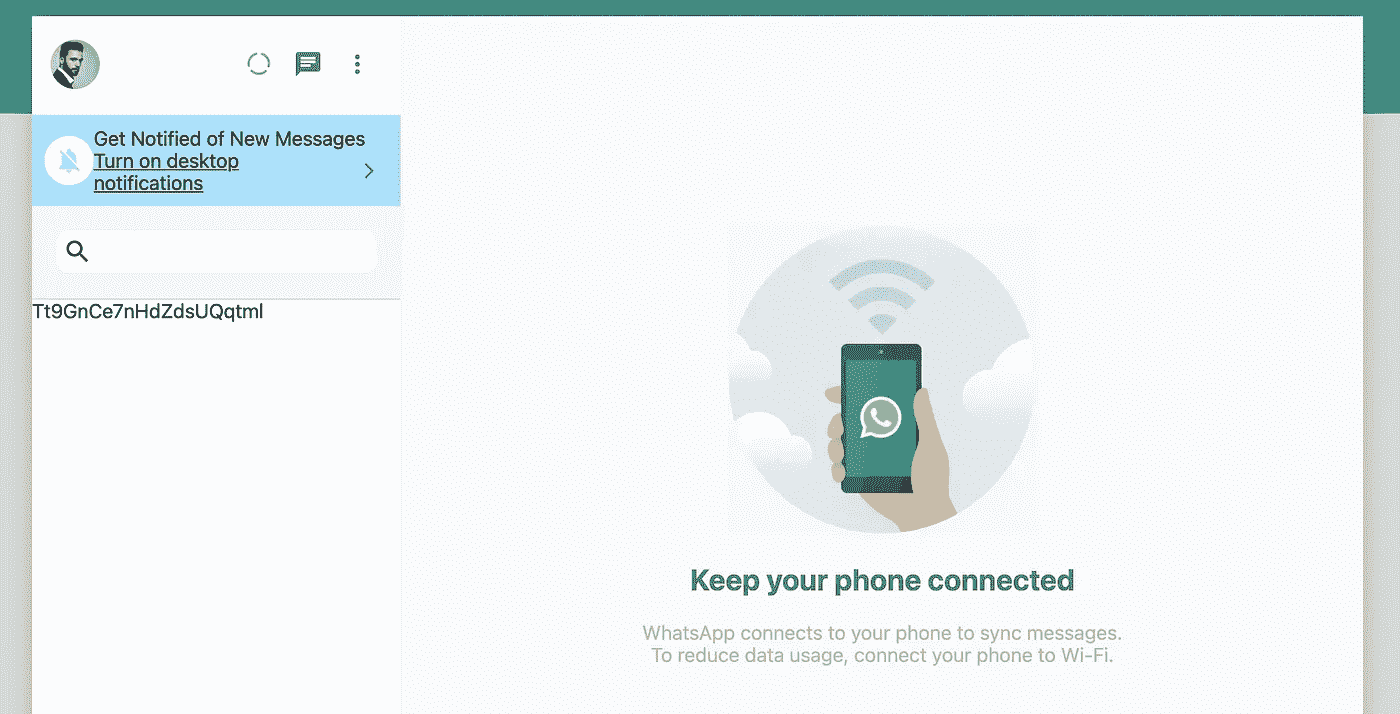 Get Notified of New Messages
Turn on desktop
notifications
Tt9GnCe7nHdZdsUQqtml
Keep your phone connected
WhatsApp connects to your phone to sync messages.
To reduce data usage, connect your phone to Wi-Fi.